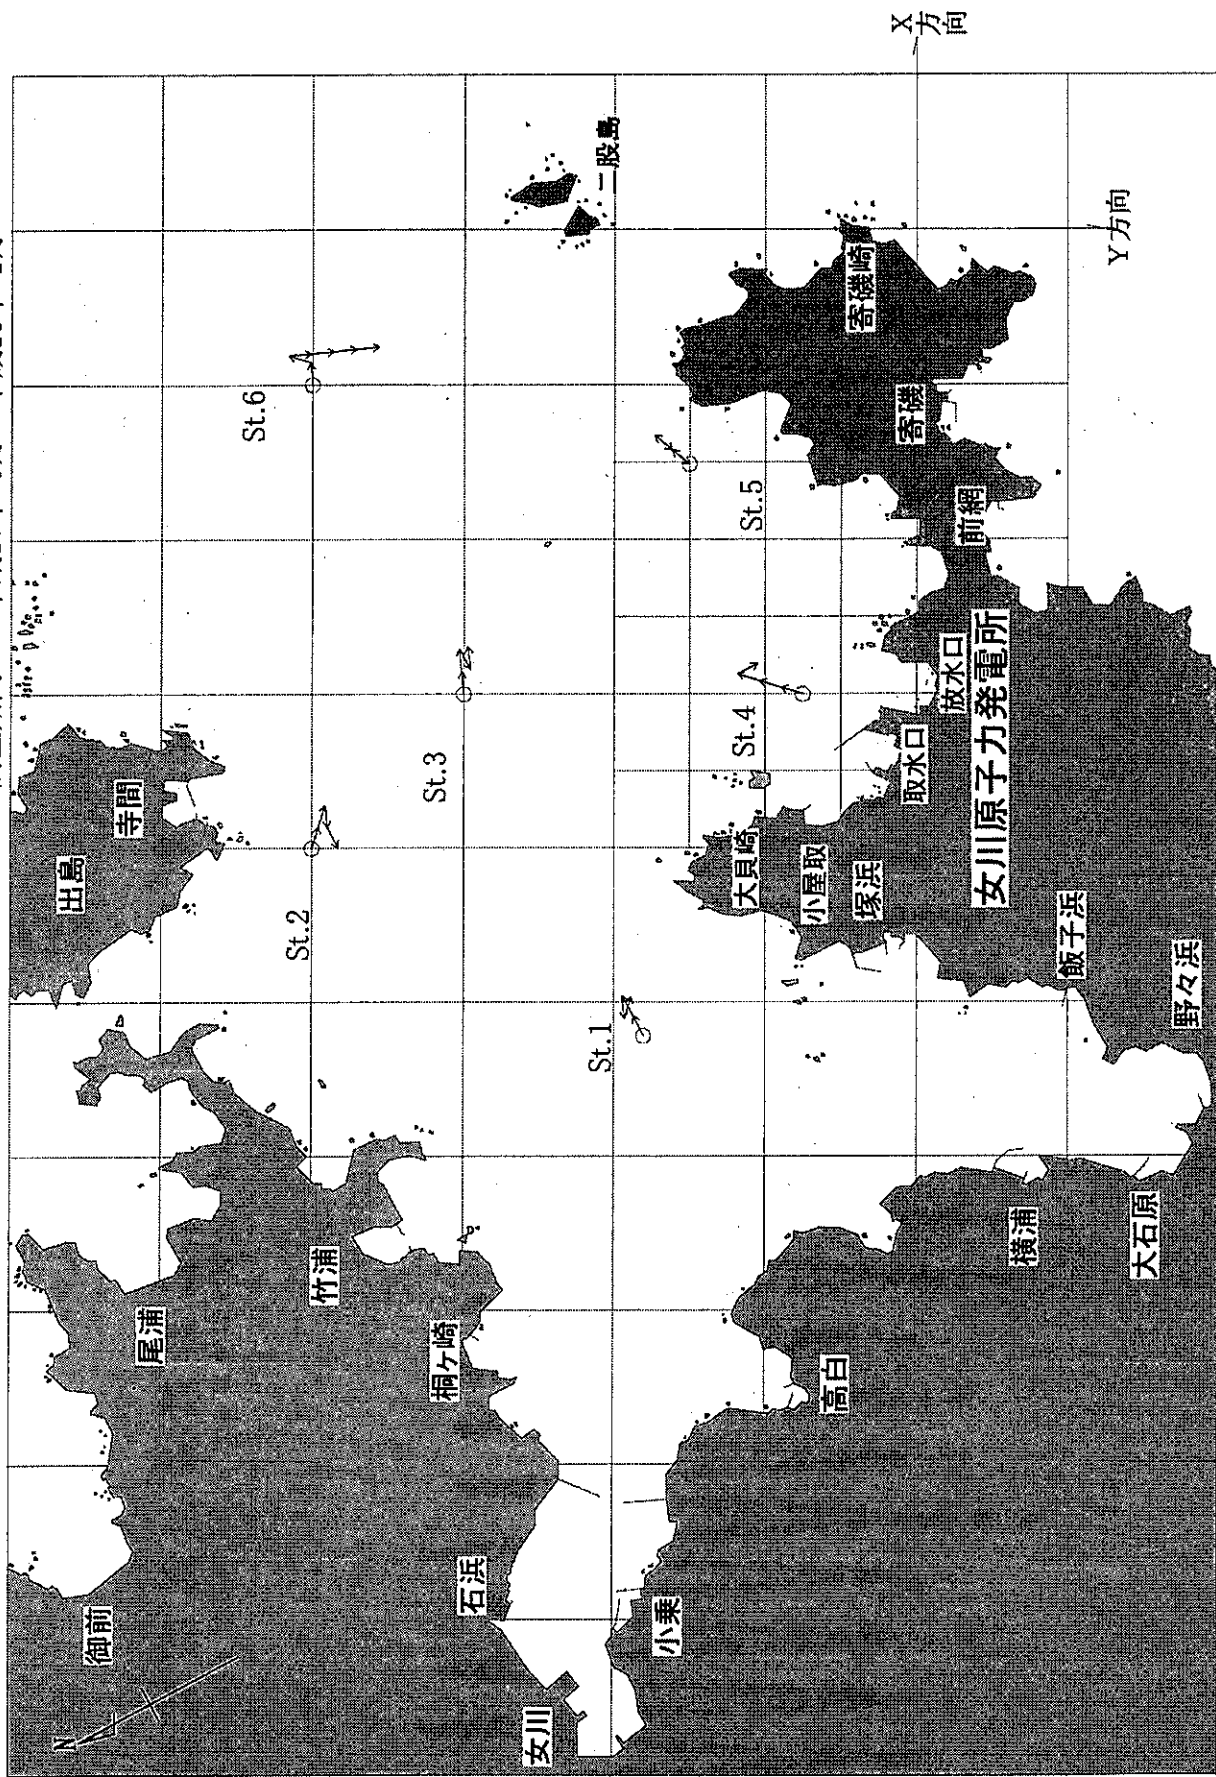 X方向
Y方向
二股島
寄磯崎
寄磯
前網
St.6
St.5
St.4
St.3
St.2
St.1
放水口
女川原子力発電所
取水口
寺間
出島
大貝崎
小屋取
塚浜
飯子浜
野々浜
竹浦
尾浦
桐ヶ崎
高白
横浦
大石原
石浜
小乗
御前
女川
N